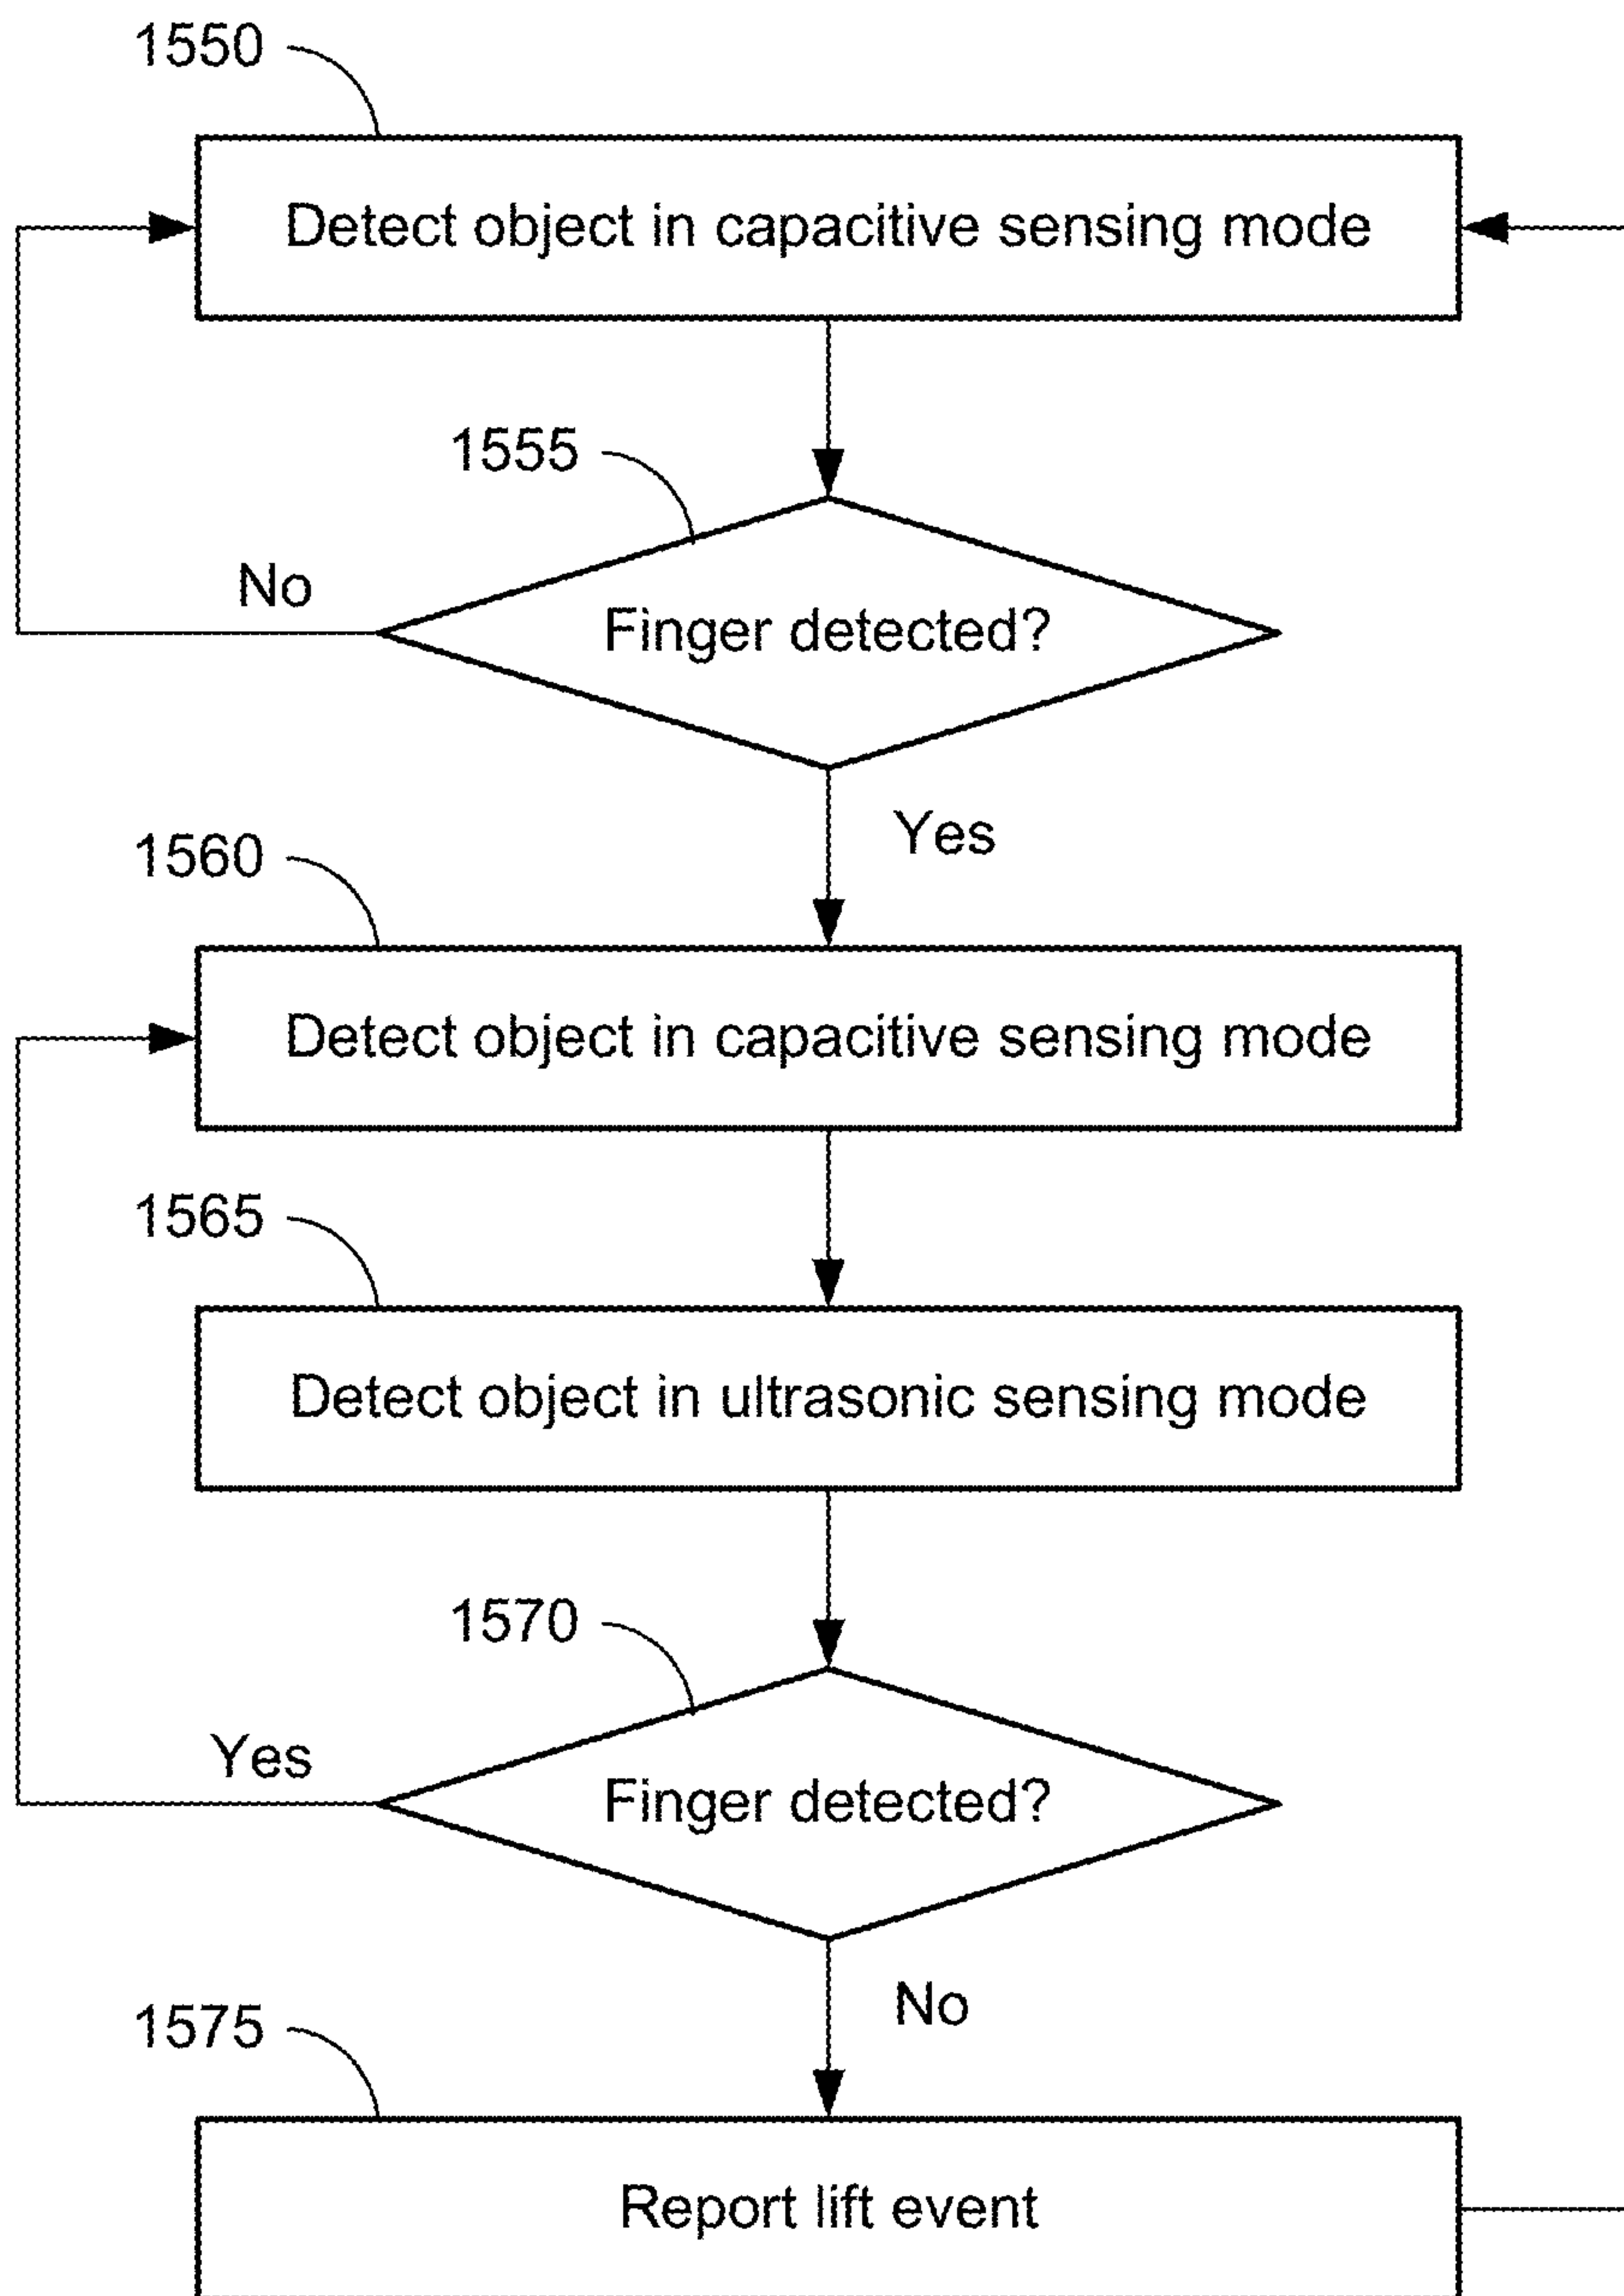 1550
Detect object in capacitive sensing mode
1555
No
Finger detected?
Yes
1560
Detect object in capacitive sensing mode
1565
Detect object in ultrasonic sensing mode
1570
Yes
Finger detected?
No
1575
Report lift event